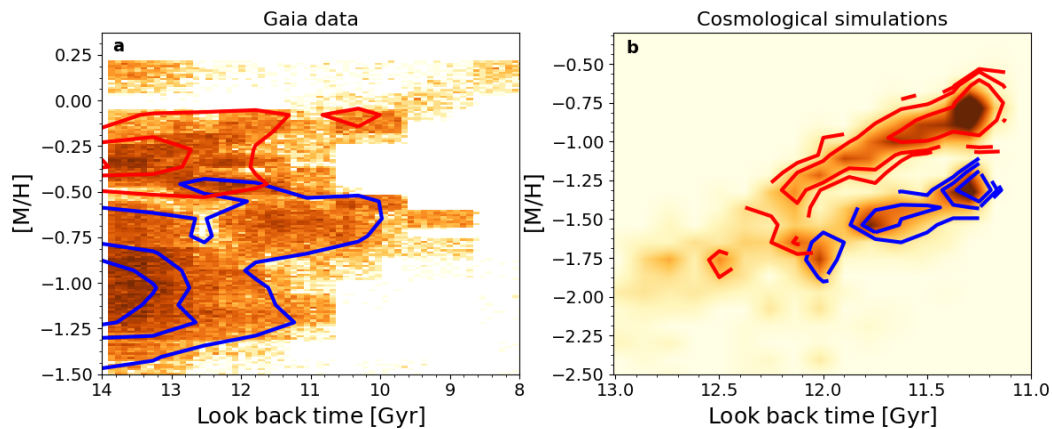 Gaia data
a
[M/H]
0.25
0.00
−0.25
−0.50
−0.75
−1.00
−1.25
−1.50
14 13 12 11 10 9 8
Look back time [Gyr]
Cosmological simulations
b
[M/H]
−0.50
−0.75
−1.00
−1.25
−1.50
−1.75
−2.00
−2.25
−2.50
13.0 12.5 12.0 11.5 11.0
Look back time [Gyr]